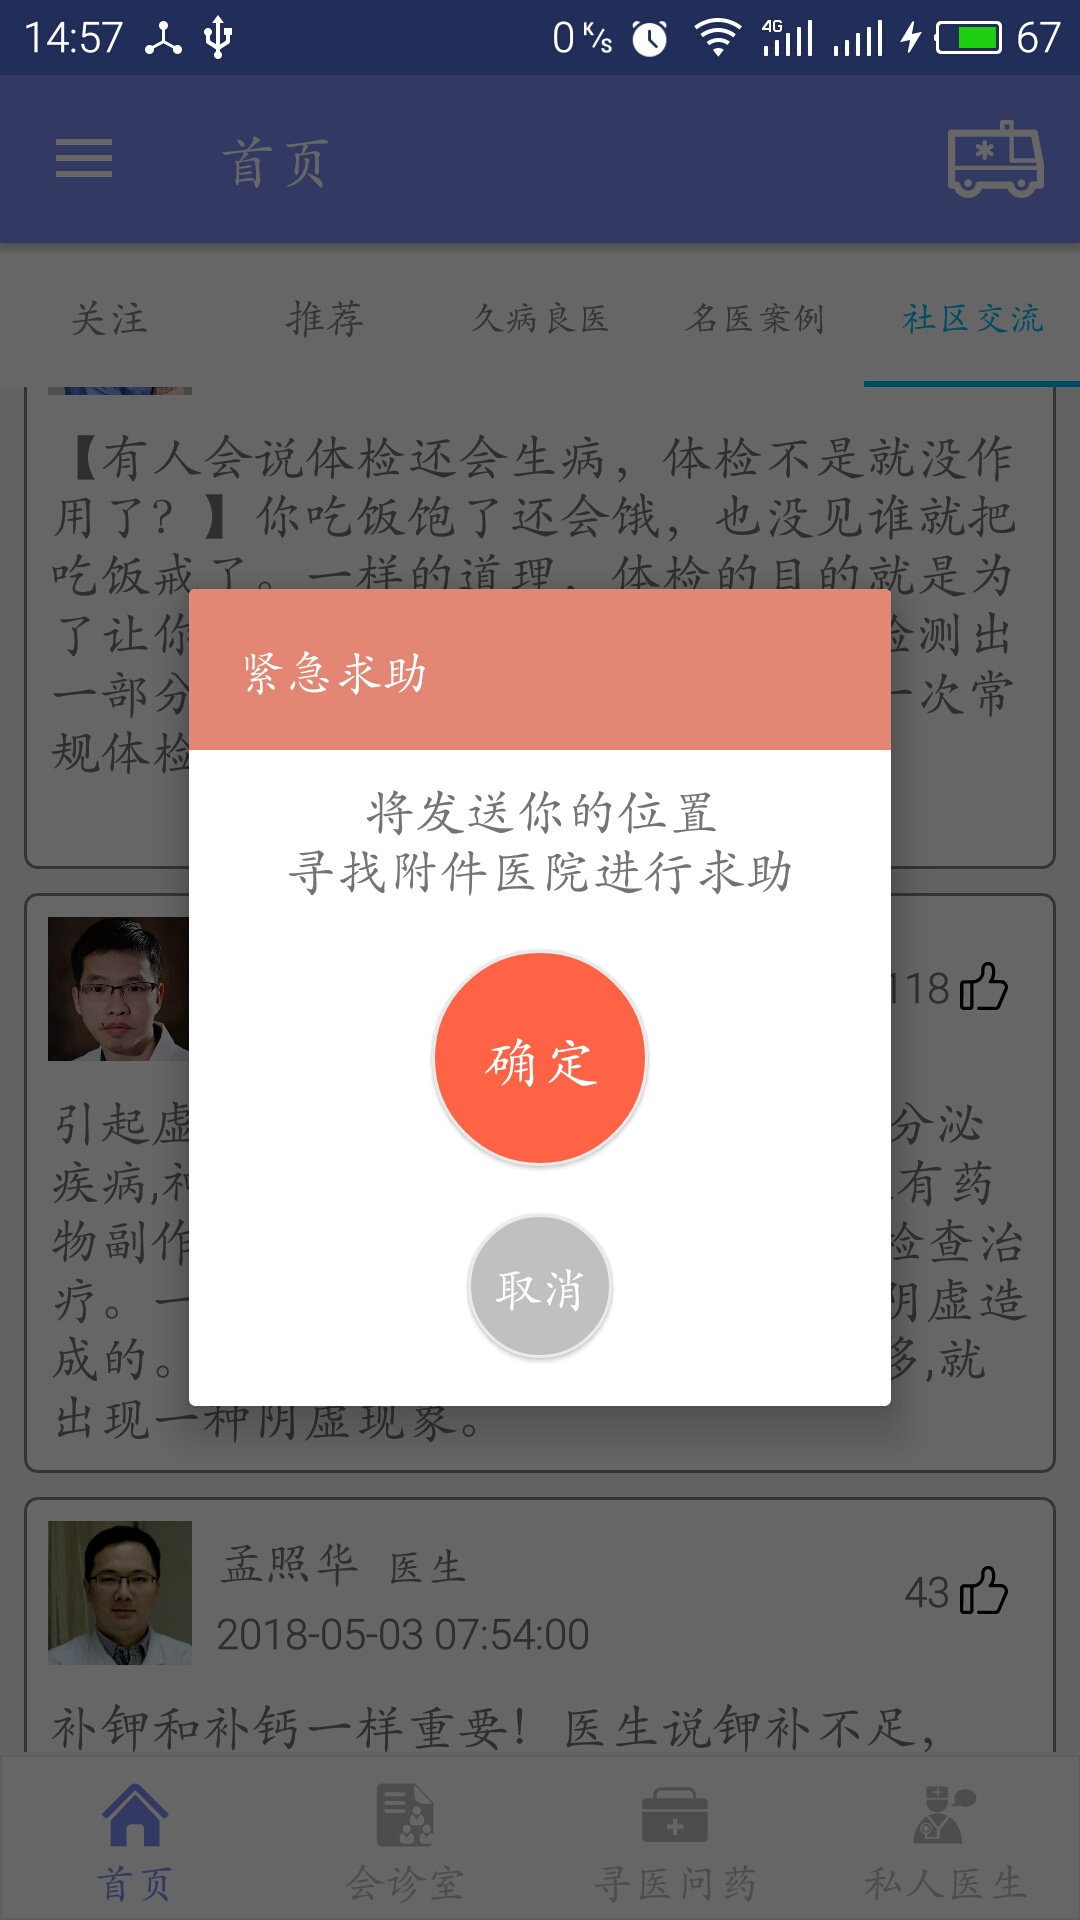 14:57
0 K/s
4G
67
首页
关注 推荐 久病良医 名医案例 社区交流
【有人会说体检还会生病，体检不是就没作
用了？】你吃饭饱了还会饿，也没见谁就把
吃饭戒了。一样的道理，体检的目的就是为
了让你 检测出
一部分 一次常
规体检
紧急求助
将发送你的位置
寻找附件医院进行求助
确定
取消
118
引起虚 分泌
疾病,神 有药
物副作 检查治
疗。一 阴虚造
成的。 多,就
出现一种阴虚现象。
孟照华 医生
43
2018-05-03 07:54:00
补钾和补钙一样重要！医生说钾补不足，
首页 会诊室 寻医问药 私人医生